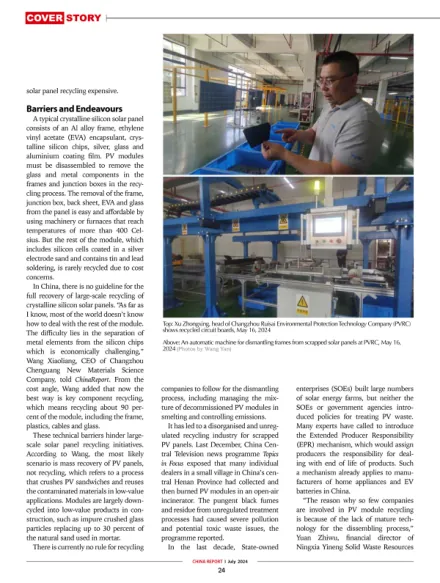 COVER STORY
solar panel recycling expensive.
Barriers and Endeavours
A typical crystalline silicon solar panel
consists of an Al alloy frame, ethylene
vinyl acetate (EVA) encapsulant, crys-
talline silicon chips, silver, glass and
aluminium coating film. PV modules
must be disassembled to remove the
glass and metal components in the
frames and junction boxes in the recy-
cling process. The removal of the frame,
junction box, back sheet, EVA and glass
from the panel is easy and affordable by
using machinery or furnaces that reach
temperatures of more than 400 Cel-
sius. But the rest of the module, which
includes silicon cells coated in a silver
electrode sand and contains tin and lead
soldering, is rarely recycled due to cost
concerns.
In China, there is no guideline for the
full recovery of large-scale recycling of
crystalline silicon solar panels. "As far as
I know, most of the world doesn't know
how to deal with the rest of the module.
The difficulty lies in the separation of
metal elements from the silicon chips
which is economically challenging,"
Wang Xiaoliang, CEO of Changzhou
Chenguang New Materials Science
Company, told ChinaReport. From the
cost angle, Wang added that now the
best way is key component recycling,
which means recycling about 90 per-
cent of the module, including the frame,
plastics, cables and glass.
These technical barriers hinder large-
scale solar panel recycling initiatives.
According to Wang, the most likely
scenario is mass recovery of PV panels,
not recycling, which refers to a process
that crushes PV sandwiches and reuses
the contaminated materials in low-value
applications. Modules are largely down-
cycled into low-value products in con-
struction, such as impure crushed glass
particles replacing up to 30 percent of
the natural sand used in mortar.
There is currently no rule for recycling
Top: Xu Zhongxing, head of Changzhou Ruisai Environmental Protection Technology Company (PVRC)
shows recycled circuit boards, May 16, 2024
Above: An automatic machine for dismantling frames from scrapped solar panels at PVRC, May 16,
2024 (Photos by Wang Yan)
companies to follow for the dismantling
process, including managing the mix-
ture of decommissioned PV modules in
smelting and controlling emissions.
It has led to a disorganised and unreg-
ulated recycling industry for scrapped
PV panels. Last December, China Cen-
tral Television news programme Topics
in Focus exposed that many individual
dealers in a small village in China's cen-
tral Henan Province had collected and
then burned PV modules in an open-air
incinerator. The pungent black fumes
and residue from unregulated treatment
processes had caused severe pollution
and potential toxic waste issues, the
programme reported.
In the last decade, State-owned
enterprises (SOEs) built large numbers
of solar energy farms, but neither the
SOEs or government agencies intro-
duced policies for treating PV waste.
Many experts have called to introduce
the Extended Producer Responsibility
(EPR) mechanism, which would assign
producers the responsibility for deal-
ing with end of life of products. Such
a mechanism already applies to manu-
facturers of home appliances and EV
batteries in China.
"The reason why so few companies
are involved in PV module recycling
is because of the lack of mature tech-
nology for the dissembling process,"
Yuan Zhiwu, financial director of
Ningxia Yineng Solid Waste Resources
CHINA REPORT I July 2024
24